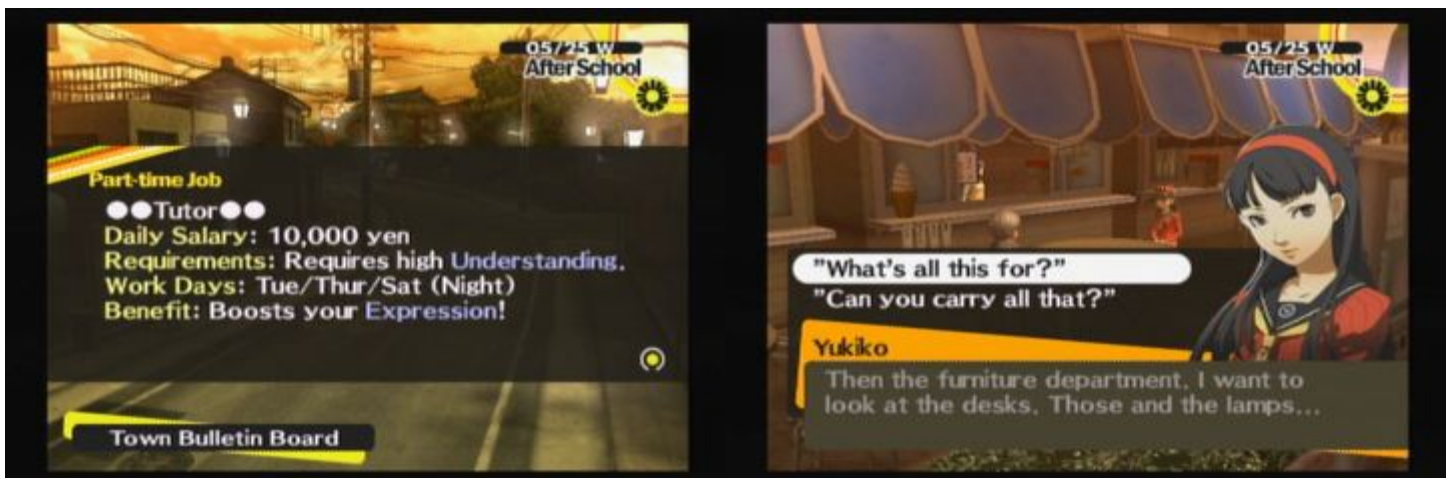 05/25 W
After School
Part-time Job
●●Tutor●●
Daily Salary: 10,000 yen
Requirements: Requires high Understanding.
Work Days: Tue/Thur/Sat (Night)
Benefit: Boosts your Expression!
Town Bulletin Board
05/25 W
After School
"What's all this for?"
"Can you carry all that?"
Yukiko
Then the furniture department, I want to
look at the desks, Those and the lamps...